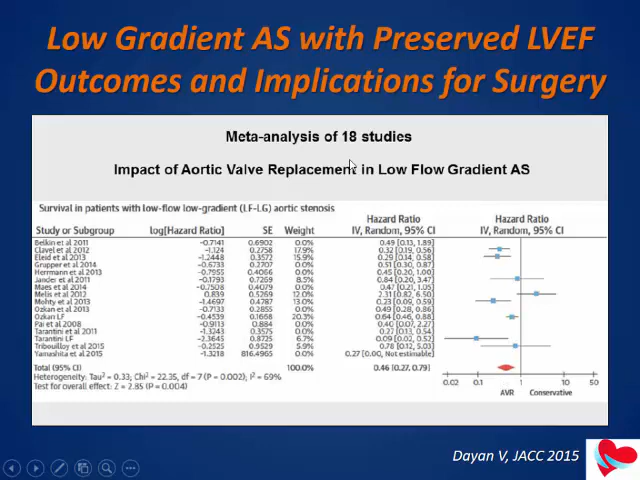 Low Gradient AS with Preserved LVEF
Outcomes and Implications for Surgery
Meta-analysis of 18 studies
Impact of Aortic Valve Replacement in Low Flow Gradient AS
Survival in patients with low-flow low-gradient (LF-LG) aortic stenosis
Hazard Ratio Hazard Ratio
Study or Subgroup log[Hazard Ratio] SE Weight IV, Random, 95% CI IV, Random, 95% CI
Belkin et al 2011 -0.7141 0.6902 0.0% 0.49 [0.13, 1.89]
Clavel et al 2012 -1.124 0.2758 17.9% 0.32 [0.19, 0.56]
Eleid et al 2013 -1.2448 0.3572 15.9% 0.29 [0.14, 0.58]
Grupper et al 2014 -0.6733 0.2707 0.0% 0.51 [0.30, 0.87]
Herrmann et al 2013 -0.7955 0.4066 0.0% 0.45 [0.20, 1.00]
Jander et al 2011 -0.1793 0.7259 8.5% 0.84 [0.20, 3.47]
Maes et al 2014 -0.7508 0.4079 0.0% 0.47 [0.21, 1.05]
Melis et al 2012 0.839 0.5269 12.0% 2.31 [0.82, 6.50]
Mohty et al 2013 -1.4697 0.4787 13.0% 0.23 [0.09, 0.59]
Ozkan et al 2013 -0.7133 0.2855 0.0% 0.49 [0.28, 0.86]
Ozkan LF -0.4539 0.1658 20.3% 0.64 [0.46, 0.88]
Pai et al 2008 -0.9113 0.884 0.0% 0.40 [0.07, 2.27]
Tarantini et al 2011 -1.3243 0.3575 0.0% 0.27 [0.13, 0.54]
Tarantini LF -2.3645 0.8725 6.7% 0.09 [0.02, 0.52]
Tribouilloy et al 2015 -0.2525 0.9529 5.9% 0.78 [0.12, 5.03]
Yamashita et al 2015 -1.3218 816.4965 0.0% 0.27 [0.00, Not estimable]
Total (95% CI) 100.0% 0.46 [0.27, 0.79]
Heterogeneity: Tau² = 0.33; Chi² = 22.35, df = 7 (P = 0.002); I² = 69%
Test for overall effect: Z = 2.85 (P = 0.004)
0.02 0.1 1 10 50
AVR Conservative
Dayan V, JACC 2015